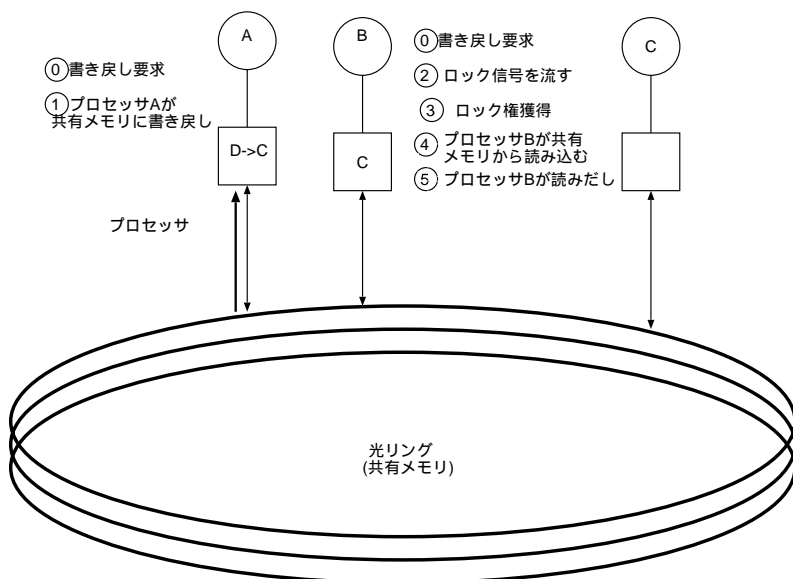 A
⓪書き戻し要求
①プロセッサAが
共有メモリに書き戻し
D->C
プロセッサ
B
⓪書き戻し要求
② ロック信号を流す
③ ロック権獲得
④ プロセッサBが共有
メモリから読み込む
⑤ プロセッサBが読みだし
C
C
光リング
(共有メモリ)